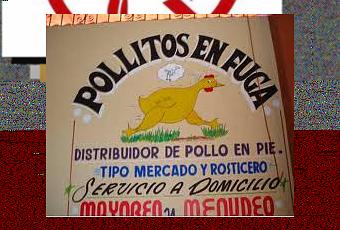 POLLITOS EN FUGA
DISTRIBUIDOR DE POLLO EN PIE.
TIPO MERCADO Y ROSTICERO
SERVICIO A DOMICILIO
MAYOREO MENUDEO